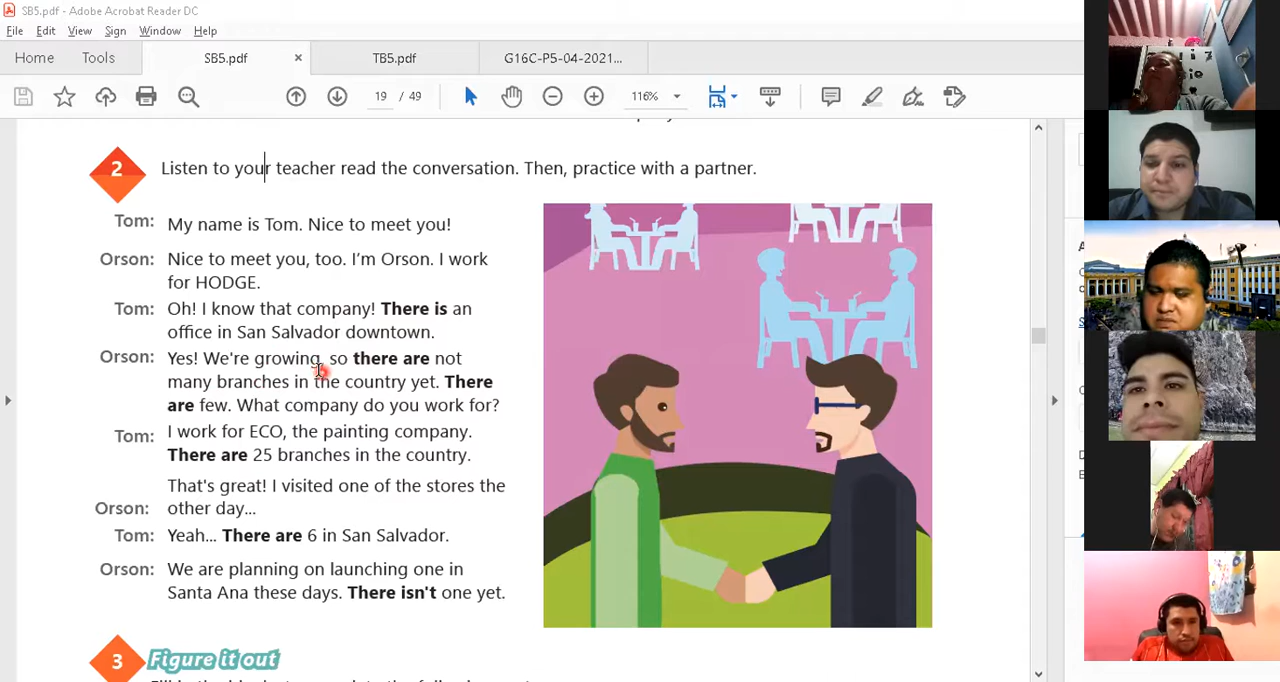 SB5.pdf - Adobe Acrobat Reader DC
File Edit View Sign Window Help
Home Tools SB5.pdf × TB5.pdf G16C-P5-04-2021...
19 / 49 116%
2 Listen to your teacher read the conversation. Then, practice with a partner.
Tom: My name is Tom. Nice to meet you!
Orson: Nice to meet you, too. I'm Orson. I work
for HODGE.
Tom: Oh! I know that company! There is an
office in San Salvador downtown.
Orson: Yes! We're growing, so there are not
many branches in the country yet. There
are few. What company do you work for?
Tom: I work for ECO, the painting company.
There are 25 branches in the country.
That's great! I visited one of the stores the
Orson: other day...
Tom: Yeah... There are 6 in San Salvador.
Orson: We are planning on launching one in
Santa Ana these days. There isn't one yet.
3 Figure it out